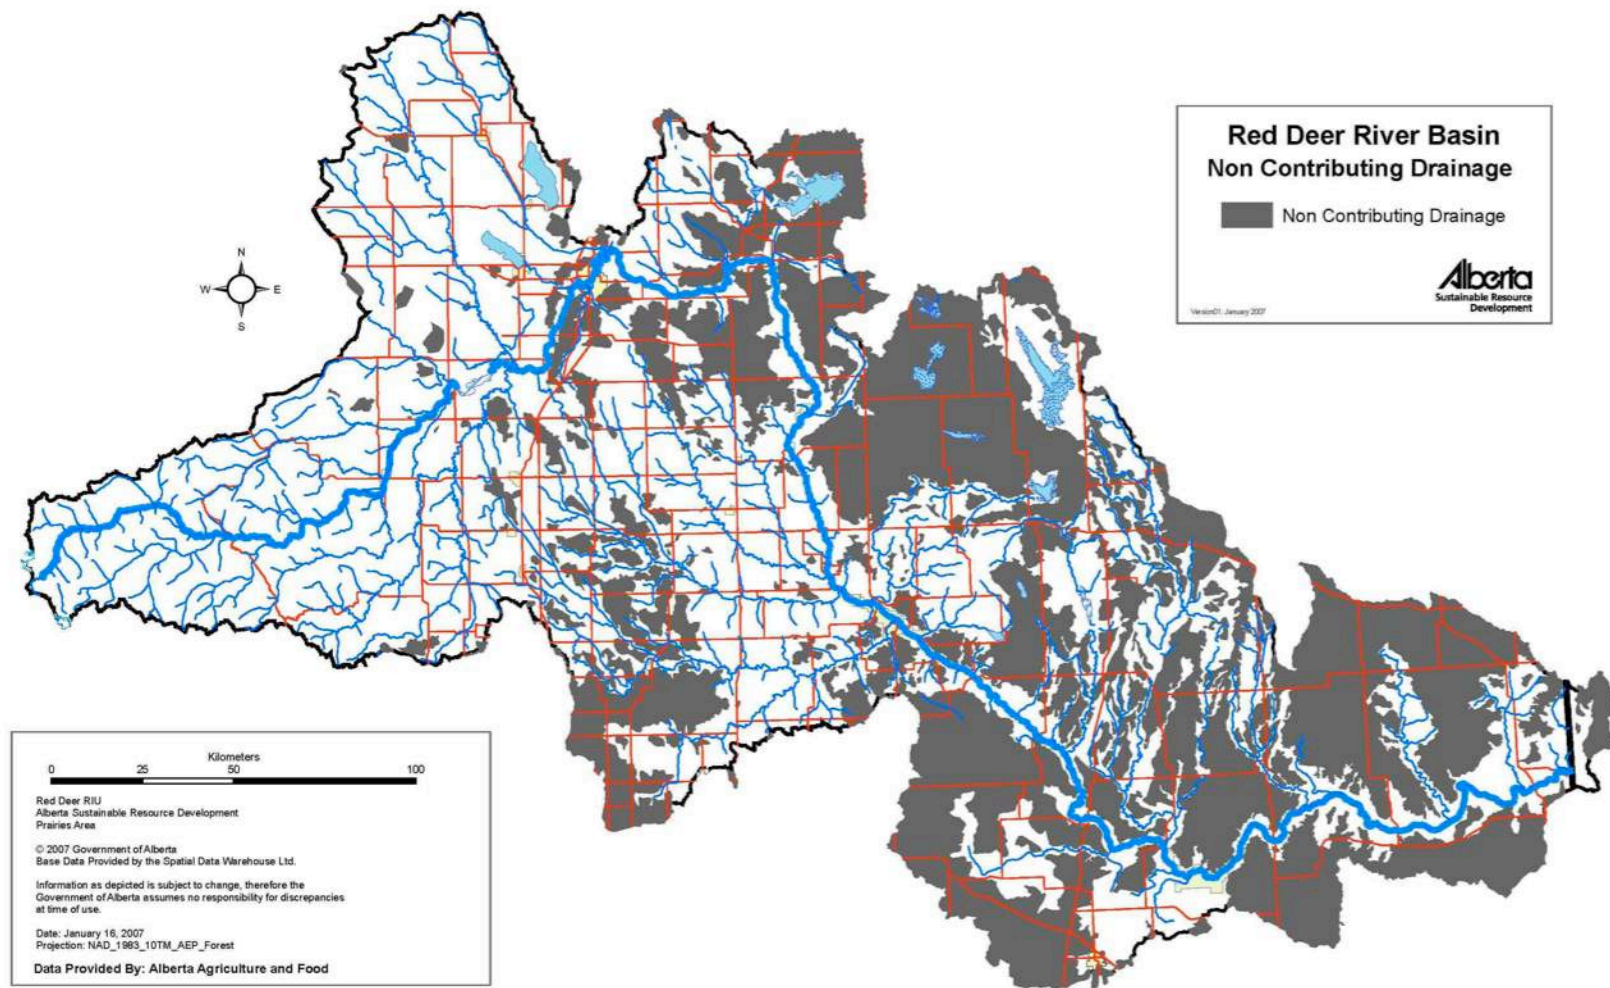 Red Deer River Basin
Non Contributing Drainage
Non Contributing Drainage
Alberta
Sustainable Resource
Development
Version01: January 2007
N
W E
S
Kilometers
0 25 50 100
Red Deer RIU
Alberta Sustainable Resource Development
Prairies Area
© 2007 Government of Alberta
Base Data Provided by the Spatial Data Warehouse Ltd.
Information as depicted is subject to change, therefore the
Government of Alberta assumes no responsibility for discrepancies
at time of use.
Date: January 16, 2007
Projection: NAD_1983_10TM_AEP_Forest
Data Provided By: Alberta Agriculture and Food